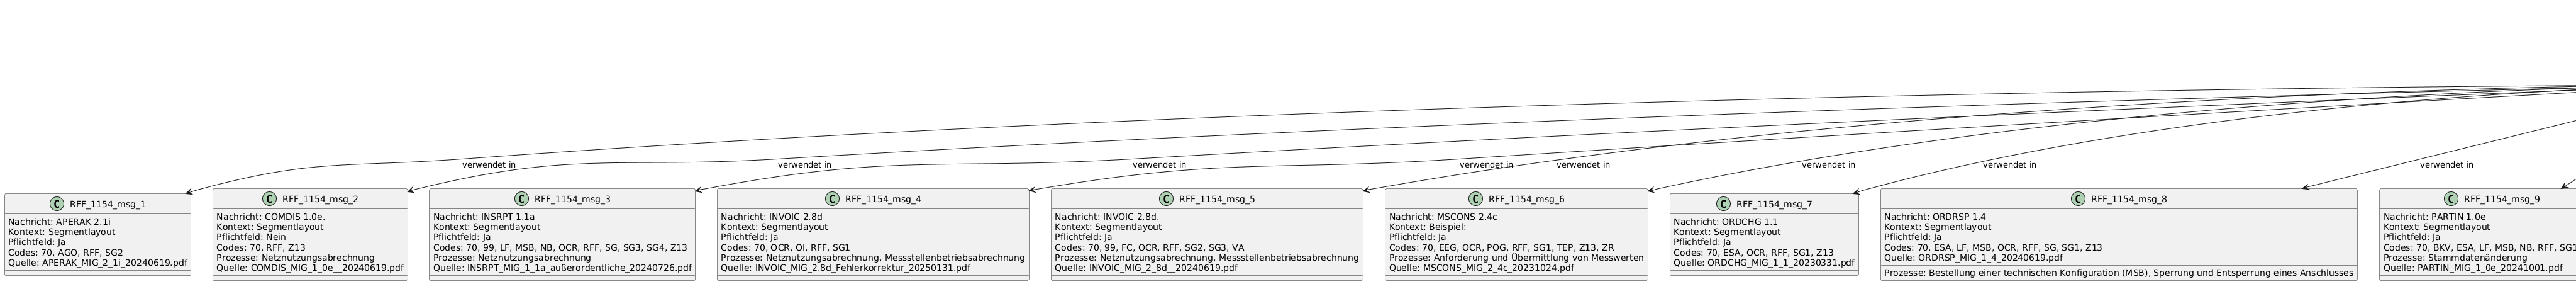 verwendet in
verwendet in
verwendet in
verwendet in
verwendet in
verwendet in
verwendet in
verwendet in
RFF_1154_msg_1
Nachricht: APERAK 2.1i
Kontext: Segmentlayout
Pflichtfeld: Ja
Codes: 70, AGO, RFF, SG2
Quelle: APERAK_MIG_2_1i_20240619.pdf
RFF_1154_msg_2
Nachricht: COMDIS 1.0e.
Kontext: Segmentlayout
Pflichtfeld: Nein
Codes: 70, RFF, Z13
Prozesse: Netznutzungsabrechnung
Quelle: COMDIS_MIG_1_0e__20240619.pdf
RFF_1154_msg_3
Nachricht: INSRPT 1.1a
Kontext: Segmentlayout
Pflichtfeld: Ja
Codes: 70, 99, LF, MSB, NB, OCR, RFF, SG, SG3, SG4, Z13
Prozesse: Netznutzungsabrechnung
Quelle: INSRPT_MIG_1_1a_außerordentliche_20240726.pdf
RFF_1154_msg_4
Nachricht: INVOIC 2.8d
Kontext: Segmentlayout
Pflichtfeld: Ja
Codes: 70, OCR, OI, RFF, SG1
Prozesse: Netznutzungsabrechnung, Messstellenbetriebsabrechnung
Quelle: INVOIC_MIG_2.8d_Fehlerkorrektur_20250131.pdf
RFF_1154_msg_5
Nachricht: INVOIC 2.8d.
Kontext: Segmentlayout
Pflichtfeld: Ja
Codes: 70, 99, FC, OCR, RFF, SG2, SG3, VA
Prozesse: Netznutzungsabrechnung, Messstellenbetriebsabrechnung
Quelle: INVOIC_MIG_2_8d__20240619.pdf
RFF_1154_msg_6
Nachricht: MSCONS 2.4c
Kontext: Beispiel:
Pflichtfeld: Ja
Codes: 70, EEG, OCR, POG, RFF, SG1, TEP, Z13, ZR
Prozesse: Anforderung und Übermittlung von Messwerten
Quelle: MSCONS_MIG_2_4c_20231024.pdf
RFF_1154_msg_7
Nachricht: ORDCHG 1.1
Kontext: Segmentlayout
Pflichtfeld: Ja
Codes: 70, ESA, OCR, RFF, SG1, Z13
Quelle: ORDCHG_MIG_1_1_20230331.pdf
RFF_1154_msg_8
Nachricht: ORDRSP 1.4
Kontext: Segmentlayout
Pflichtfeld: Ja
Codes: 70, ESA, LF, MSB, OCR, RFF, SG, SG1, Z13
Quelle: ORDRSP_MIG_1_4_20240619.pdf
Prozesse: Bestellung einer technischen Konfiguration (MSB), Sperrung und Entsperrung eines Anschlusses
RFF_1154_msg_9
Nachricht: PARTIN 1.0e
Kontext: Segmentlayout
Pflichtfeld: Ja
Codes: 70, BKV, ESA, LF, MSB, NB, RFF, SG1
Prozesse: Stammdatenänderung
Quelle: PARTIN_MIG_1_0e_20241001.pdf